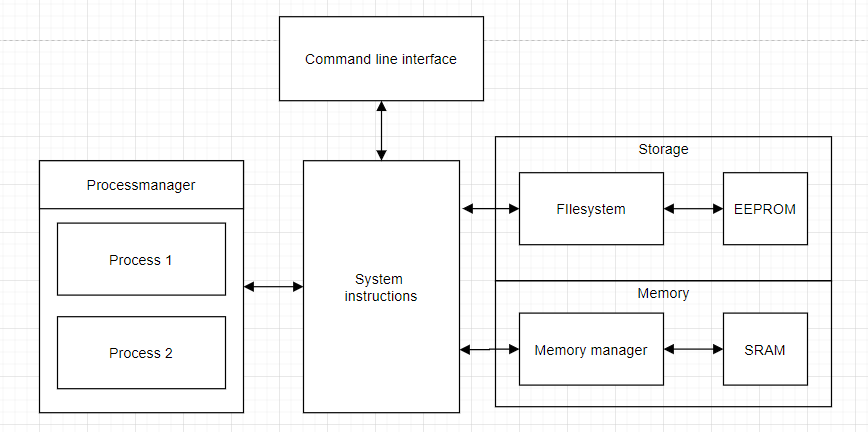 Command line interface
Storage
Processmanager
FIlesystem
EEPROM
Process 1
System
instructions
Memory
Process 2
Memory manager
SRAM